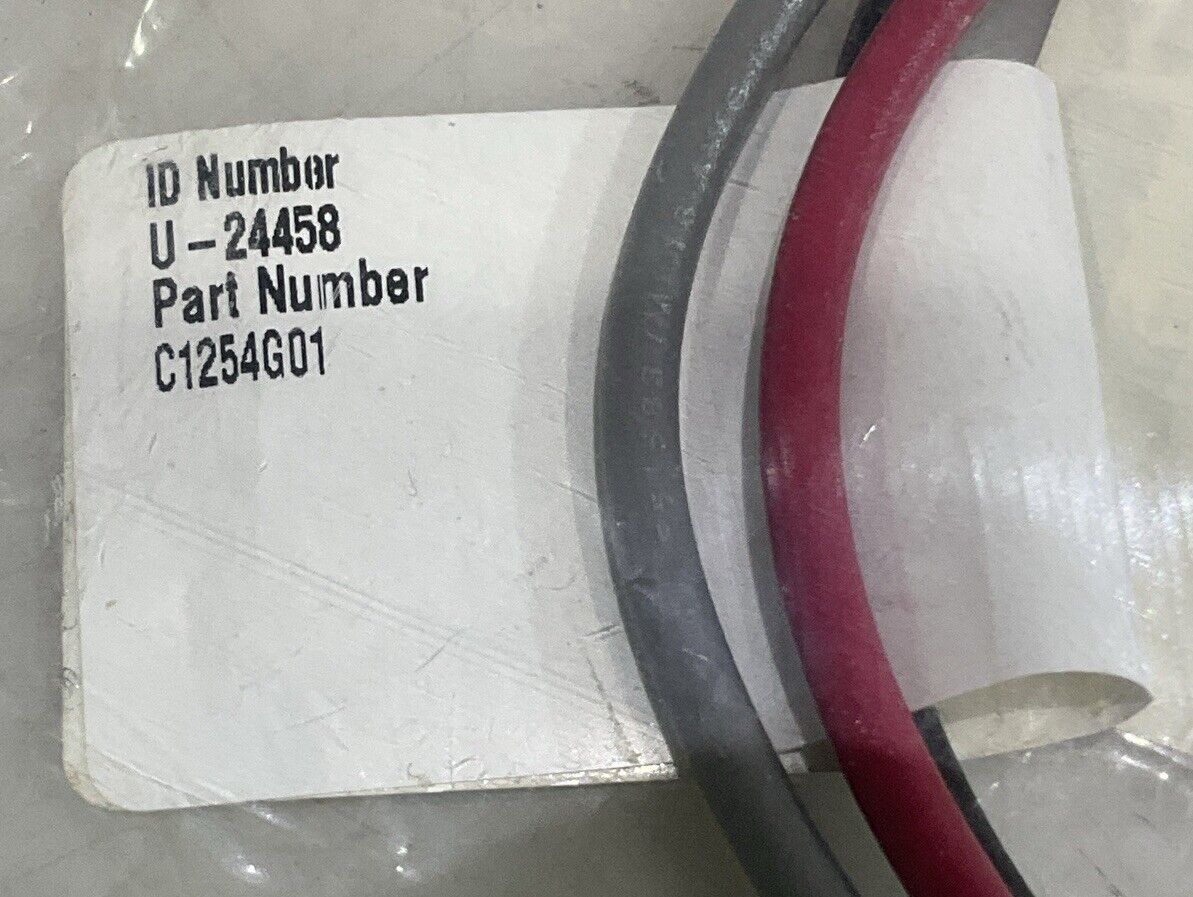 ID Number
U-24458
Part Number
C1254G01